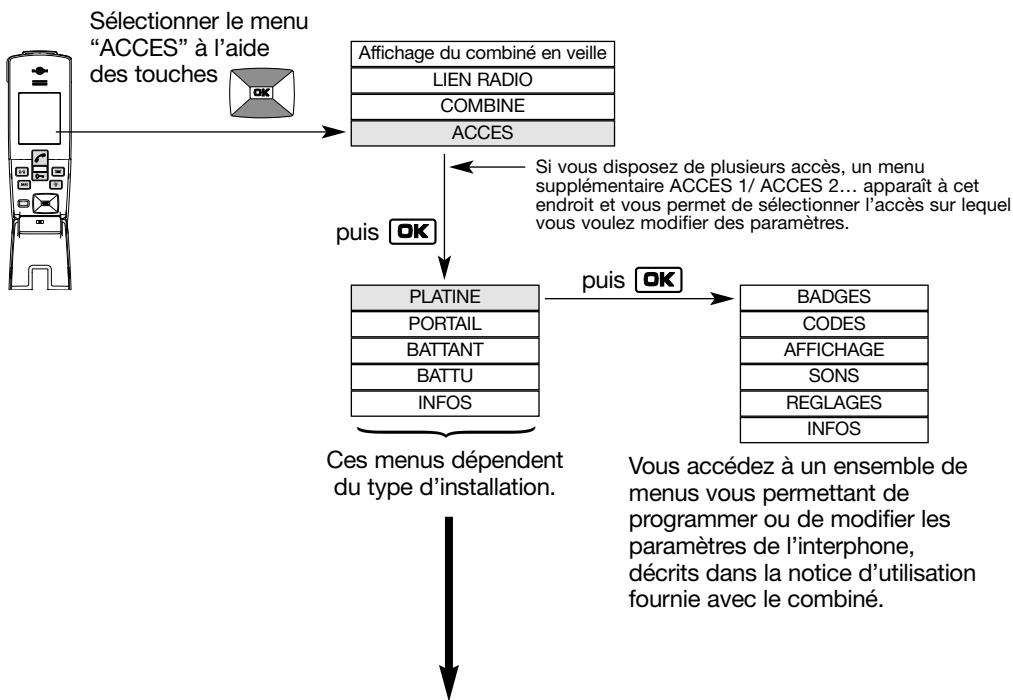 Sélectionner le menu
“ACCES” à l’aide
des touches
OK
Affichage du combiné en veille
LIEN RADIO
COMBINE
ACCES
Si vous disposez de plusieurs accès, un menu
supplémentaire ACCES 1/ ACCES 2… apparaît à cet
endroit et vous permet de sélectionner l’accès sur lequel
vous voulez modifier des paramètres.
puis OK
PLATINE
PORTAIL
BATTANT
BATTU
INFOS
puis OK
BADGES
CODES
AFFICHAGE
SONS
REGLAGES
INFOS
Ces menus dépendent
du type d’installation.
Vous accédez à un ensemble de
menus vous permettant de
programmer ou de modifier les
paramètres de l’interphone,
décrits dans la notice d’utilisation
fournie avec le combiné.